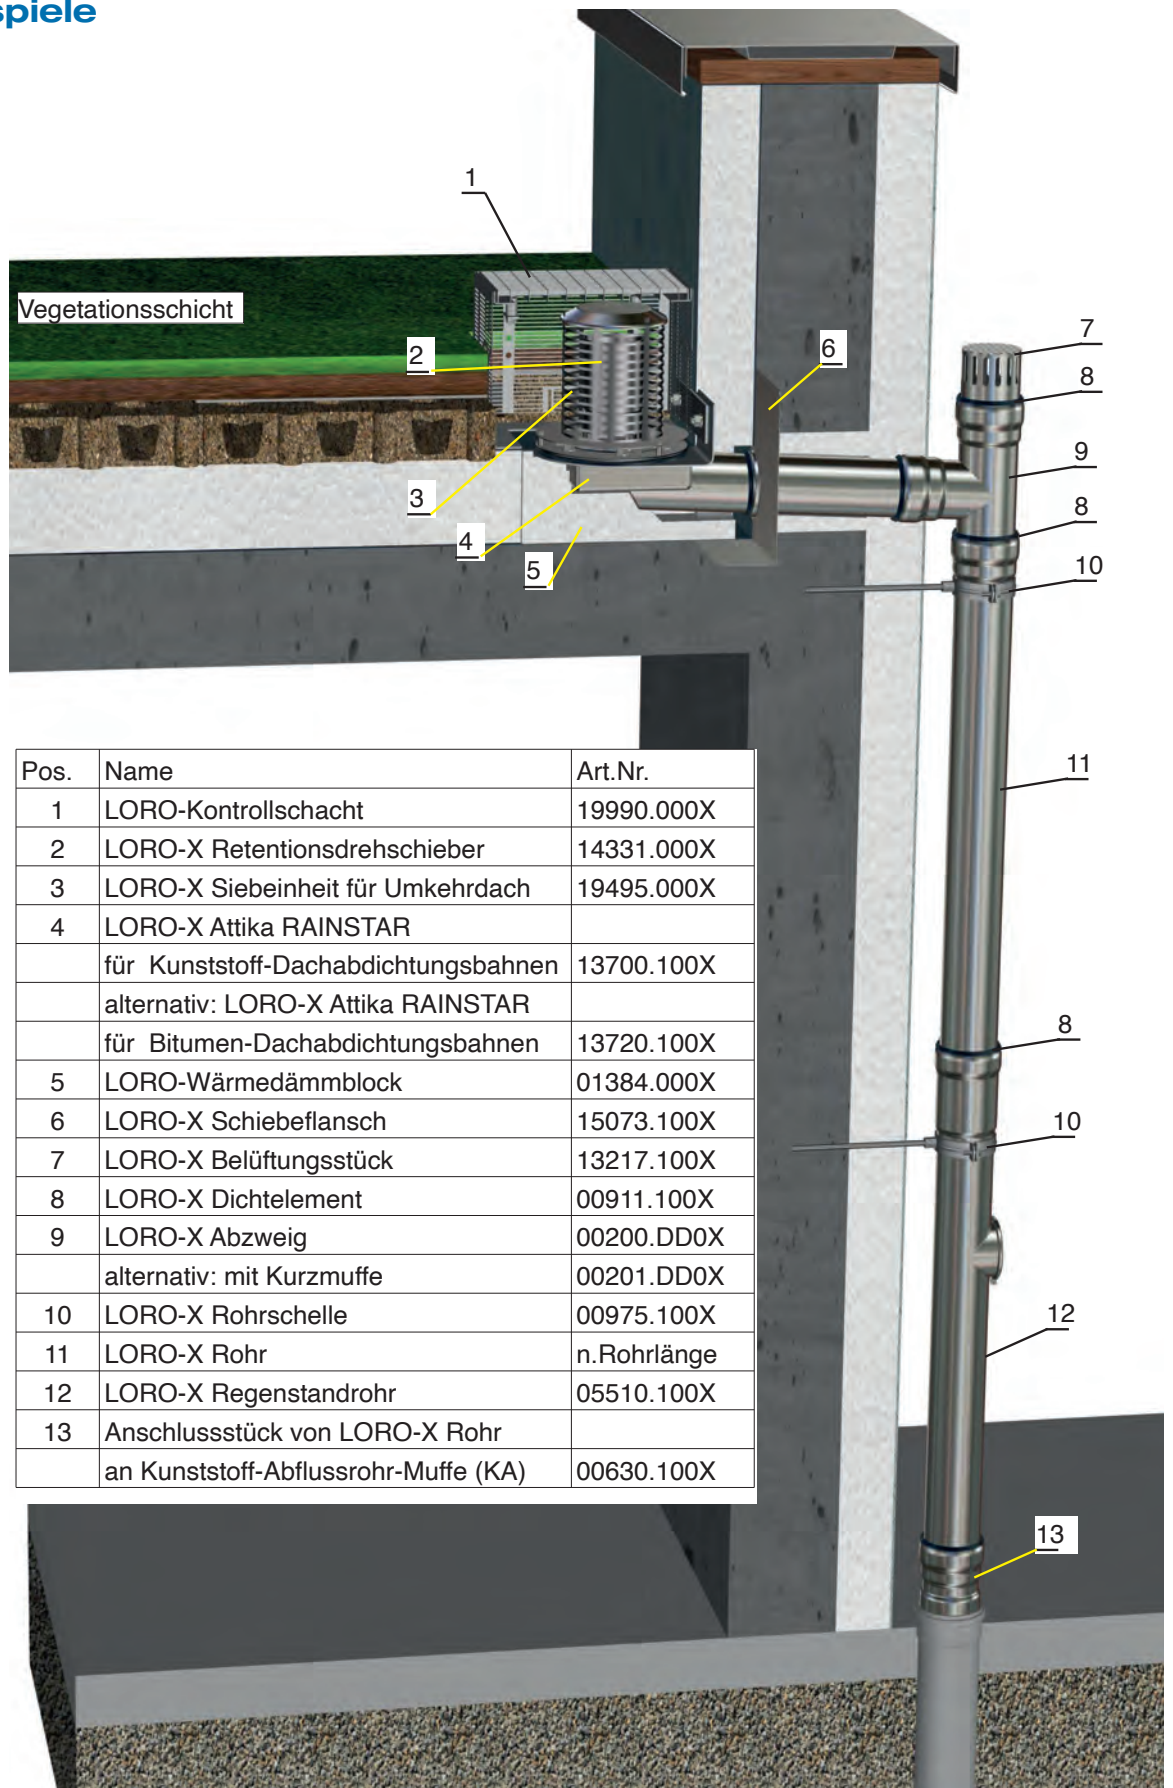 spiele
1
Vegetationsschicht
2
6
7
8
3
9
4
8
5
10
11
Pos. Name Art.Nr.
1 LORO-Kontrollschacht 19990.000X
2 LORO-X Retentionsdrehschieber 14331.000X
3 LORO-X Siebeinheit für Umkehrdach 19495.000X
4 LORO-X Attika RAINSTAR
für Kunststoff-Dachabdichtungsbahnen 13700.100X
alternativ: LORO-X Attika RAINSTAR
für Bitumen-Dachabdichtungsbahnen 13720.100X
5 LORO-Wärmedämmblock 01384.000X
6 LORO-X Schiebeflansch 15073.100X
7 LORO-X Belüftungsstück 13217.100X
8 LORO-X Dichtelement 00911.100X
9 LORO-X Abzweig 00200.DD0X
alternativ: mit Kurzmuffe 00201.DD0X
10 LORO-X Rohrschelle 00975.100X
11 LORO-X Rohr n.Rohrlänge
12 LORO-X Regenstandrohr 05510.100X
13 Anschlussstück von LORO-X Rohr
an Kunststoff-Abflussrohr-Muffe (KA) 00630.100X
8
10
12
13